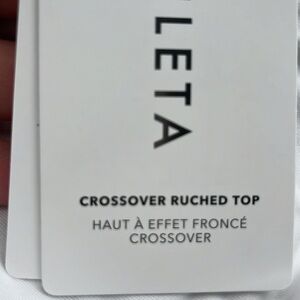 LETA
CROSSOVER RUCHED TOP
HAUT À EFFET FRONCÉ
CROSSOVER